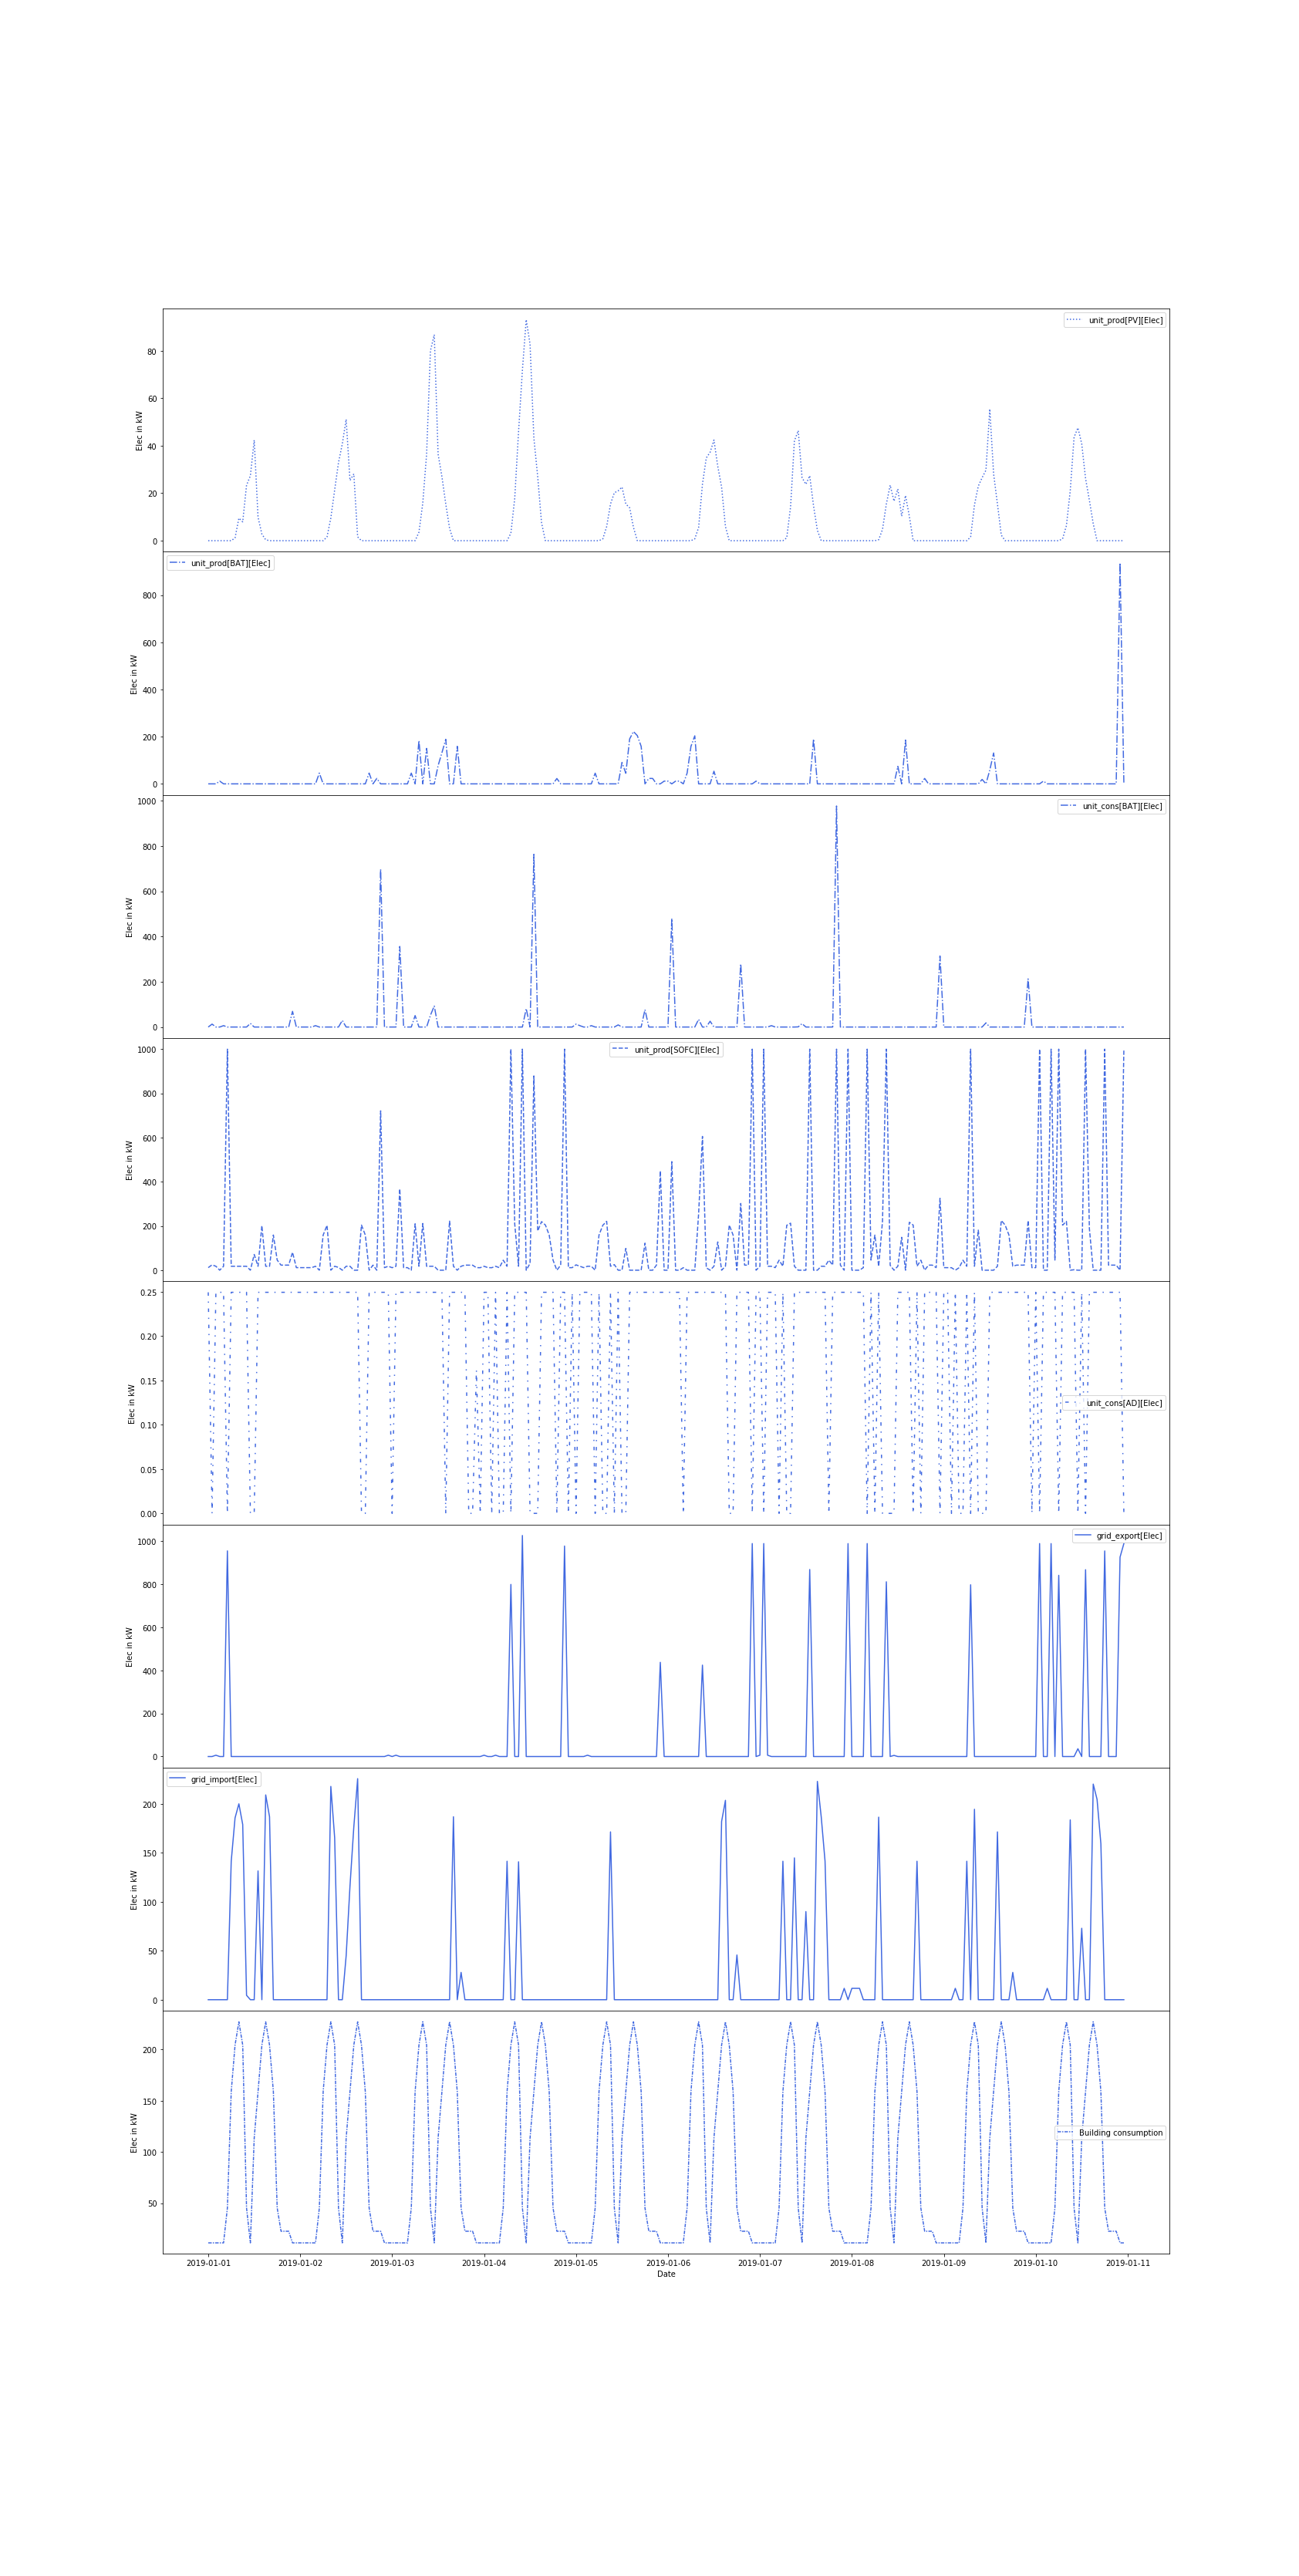 unit_prod[PV][Elec]
80
60
40
20
0
Elec in kW
unit_prod[BAT][Elec]
800
600
400
200
0
Elec in kW
unit_cons[BAT][Elec]
1000
800
600
400
200
0
Elec in kW
unit_prod[SOFC][Elec]
1000
800
600
400
200
0
Elec in kW
unit_cons[AD][Elec]
0.25
0.20
0.15
0.10
0.05
0.00
Elec in kW
grid_export[Elec]
1000
800
600
400
200
0
Elec in kW
grid_import[Elec]
200
150
100
50
0
Elec in kW
Building consumption
200
150
100
50
Elec in kW
2019-01-01 2019-01-02 2019-01-03 2019-01-04 2019-01-05 2019-01-06 2019-01-07 2019-01-08 2019-01-09 2019-01-10 2019-01-11
Date